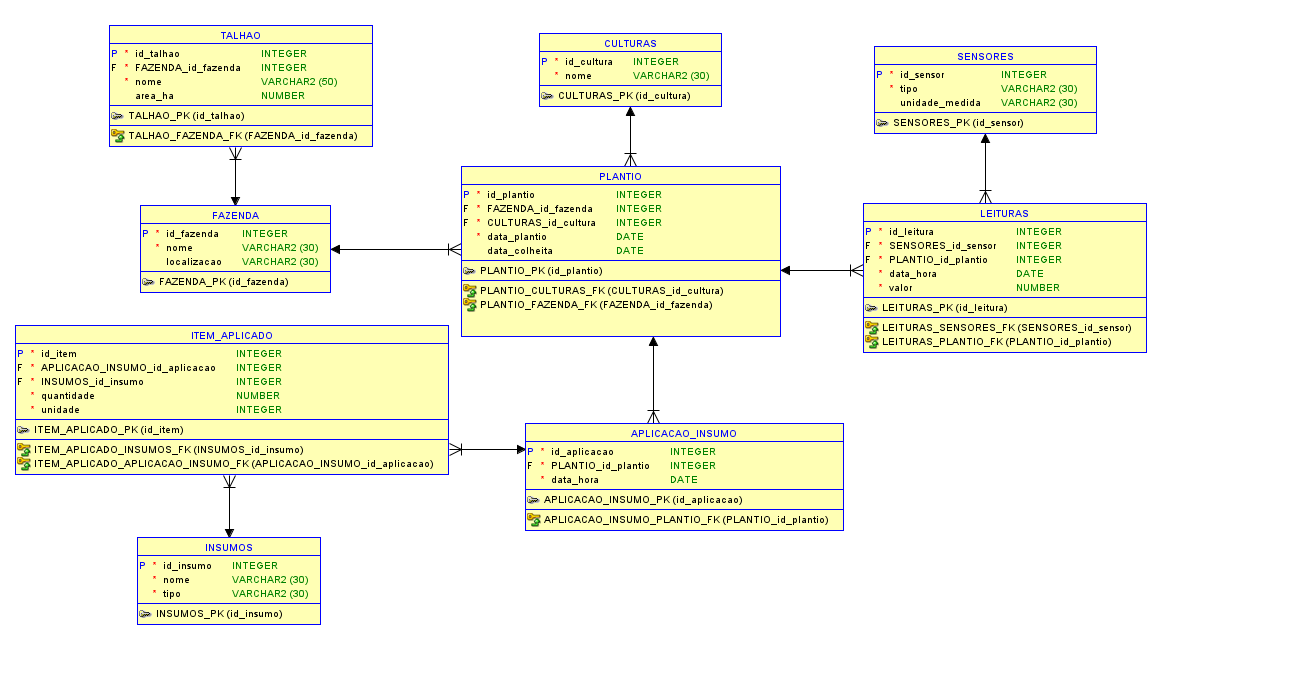 TALHAO
P * id_talhao INTEGER
F * FAZENDA_id_fazenda INTEGER
* nome VARCHAR2 (50)
area_ha NUMBER
TALHAO_PK (id_talhao)
TALHAO_FAZENDA_FK (FAZENDA_id_fazenda)
CULTURAS
P * id_cultura INTEGER
* nome VARCHAR2 (30)
CULTURAS_PK (id_cultura)
SENSORES
P * id_sensor INTEGER
* tipo VARCHAR2 (30)
unidade_medida VARCHAR2 (30)
SENSORES_PK (id_sensor)
FAZENDA
P * id_fazenda INTEGER
* nome VARCHAR2 (30)
localizacao VARCHAR2 (30)
FAZENDA_PK (id_fazenda)
PLANTIO
P * id_plantio INTEGER
F * FAZENDA_id_fazenda INTEGER
F * CULTURAS_id_cultura INTEGER
* data_plantio DATE
data_colheita DATE
PLANTIO_PK (id_plantio)
PLANTIO_CULTURAS_FK (CULTURAS_id_cultura)
PLANTIO_FAZENDA_FK (FAZENDA_id_fazenda)
LEITURAS
P * id_leitura INTEGER
F * SENSORES_id_sensor INTEGER
F * PLANTIO_id_plantio INTEGER
* data_hora DATE
* valor NUMBER
LEITURAS_PK (id_leitura)
LEITURAS_SENSORES_FK (SENSORES_id_sensor)
LEITURAS_PLANTIO_FK (PLANTIO_id_plantio)
ITEM_APLICADO
P * id_item INTEGER
F * APLICACAO_INSUMO_id_aplicacao INTEGER
F * INSUMOS_id_insumo INTEGER
* quantidade NUMBER
* unidade INTEGER
ITEM_APLICADO_PK (id_item)
ITEM_APLICADO_INSUMOS_FK (INSUMOS_id_insumo)
ITEM_APLICADO_APLICACAO_INSUMO_FK (APLICACAO_INSUMO_id_aplicacao)
APLICACAO_INSUMO
P * id_aplicacao INTEGER
F * PLANTIO_id_plantio INTEGER
* data_hora DATE
APLICACAO_INSUMO_PK (id_aplicacao)
APLICACAO_INSUMO_PLANTIO_FK (PLANTIO_id_plantio)
INSUMOS
P * id_insumo INTEGER
* nome VARCHAR2 (30)
* tipo VARCHAR2 (30)
INSUMOS_PK (id_insumo)